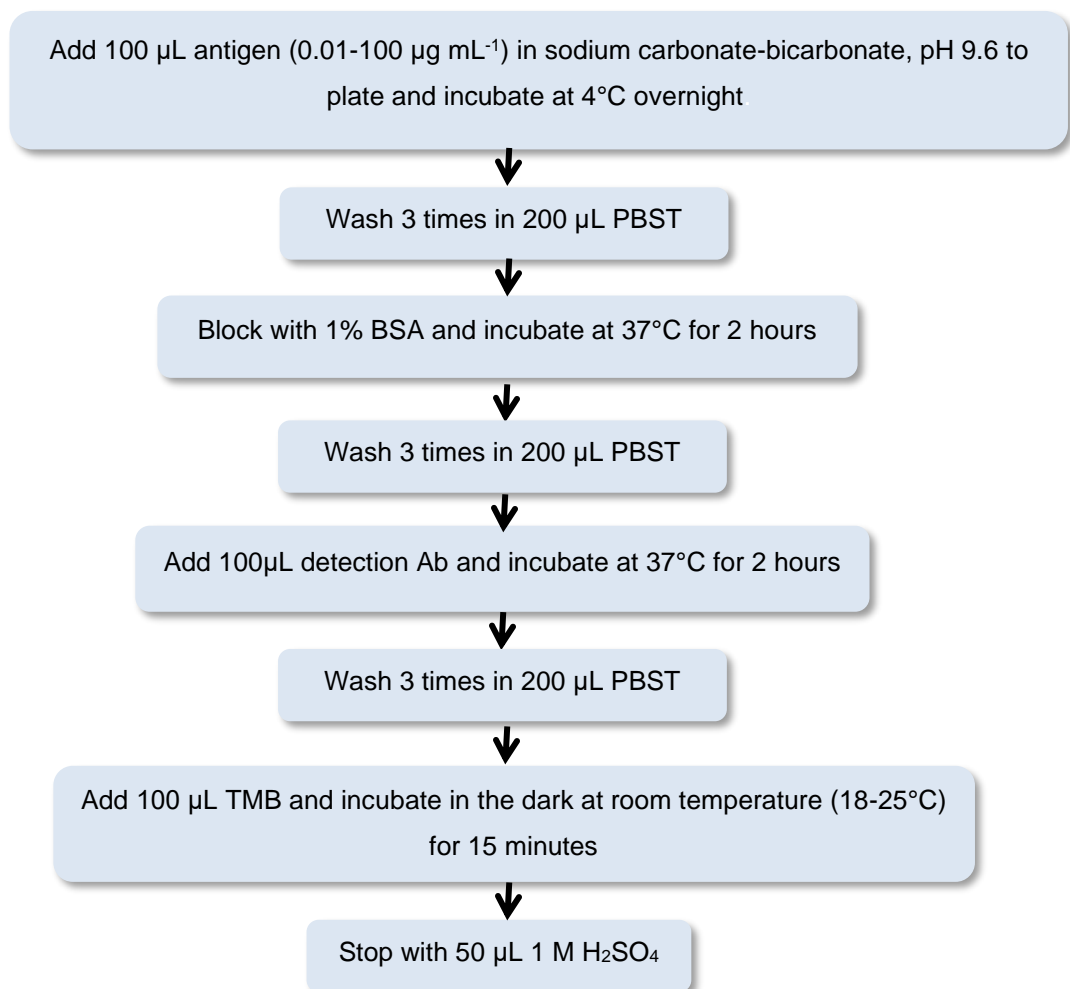 Add 100 µL antigen (0.01-100 µg mL⁻¹) in sodium carbonate-bicarbonate, pH 9.6 to
plate and incubate at 4°C overnight.
Wash 3 times in 200 µL PBST
Block with 1% BSA and incubate at 37°C for 2 hours
Wash 3 times in 200 µL PBST
Add 100µL detection Ab and incubate at 37°C for 2 hours
Wash 3 times in 200 µL PBST
Add 100 µL TMB and incubate in the dark at room temperature (18-25°C)
for 15 minutes
Stop with 50 µL 1 M H₂SO₄